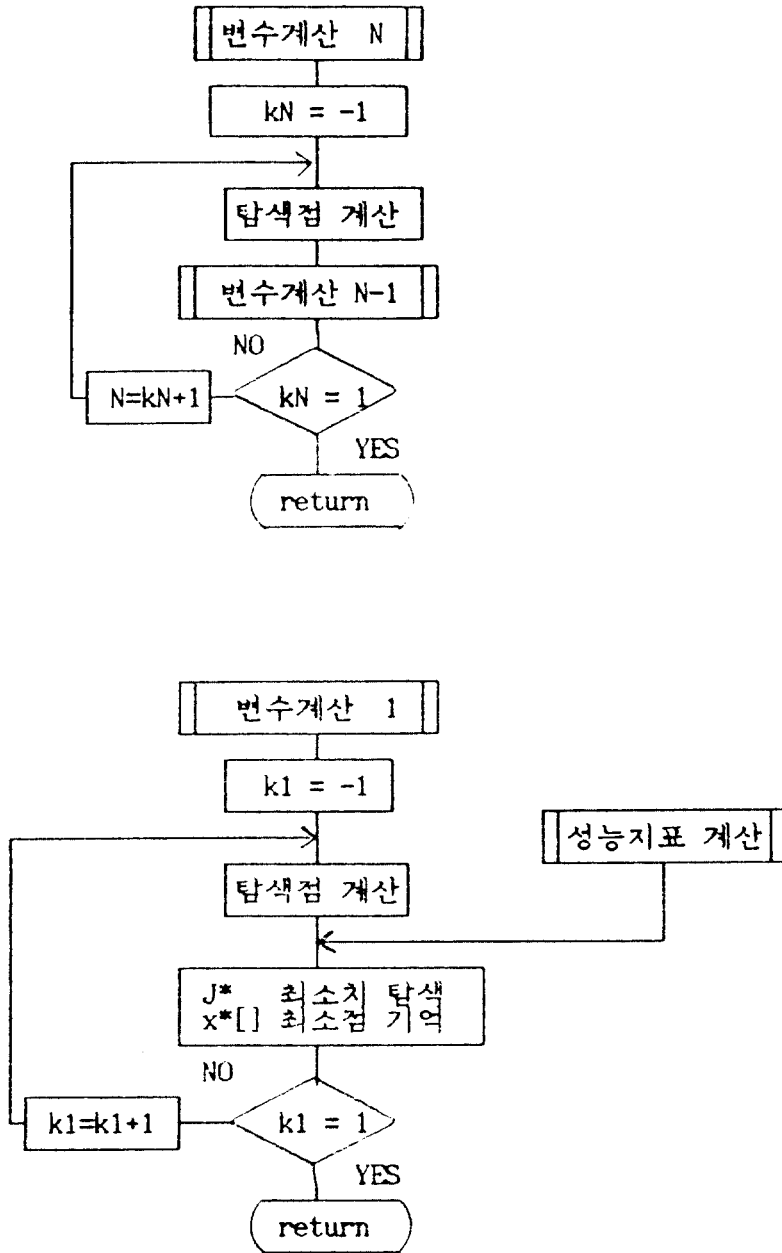 변수계산 N
kN = -1
탐색점 계산
변수계산 N-1
NO
N=kN+1
kN = 1
YES
return
변수계산 1
k1 = -1
성능지표 계산
탐색점 계산
J* 최소치 탐색
x*[] 최소점 기억
NO
k1=k1+1
k1 = 1
YES
return